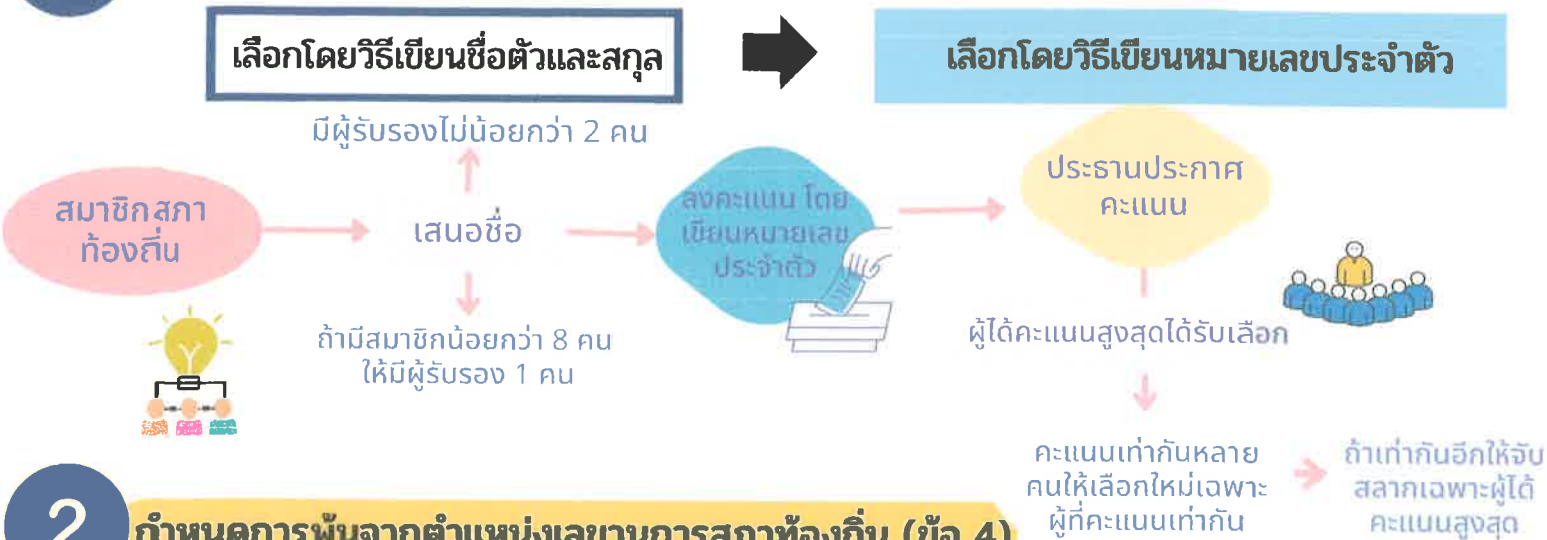 เลือกโดยวิธีเขียนชื่อตัวและสกุล
เลือกโดยวิธีเขียนหมายเลขประจำตัว
มีผู้รับรองไม่น้อยกว่า 2 คน
สมาชิกสภา
ท้องถิ่น
เสนอชื่อ
ลงคะแนน โดย
เขียนหมายเลข
ประจำตัว
ประธานประกาศ
คะแนน
ถ้ามีสมาชิกน้อยกว่า 8 คน
ให้มีผู้รับรอง 1 คน
ผู้ได้คะแนนสูงสุดได้รับเลือก
คะแนนเท่ากันหลาย
คนให้เลือกใหม่เฉพาะ
ผู้ที่คะแนนเท่ากัน
ถ้าเท่ากันอีกให้จับ
สลากเฉพาะผู้ได้
คะแนนสูงสุด
2
กำหนดการพ้นจากตำแหน่งเลขานุการสภาท้องถิ่น (ข้อ 4)